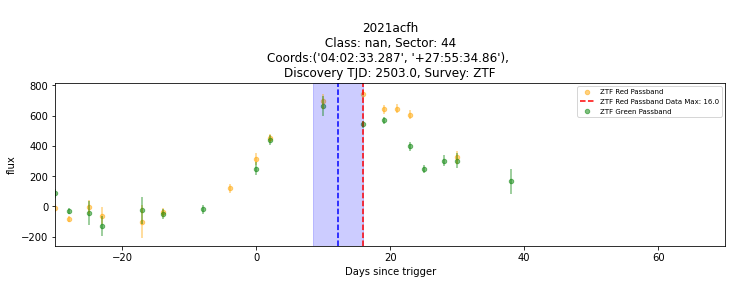 2021acfh
Class: nan, Sector: 44
Coords:('04:02:33.287', '+27:55:34.86'),
Discovery TJD: 2503.0, Survey: ZTF
800
600
400
200
0
−200
flux
ZTF Red Passband
ZTF Red Passband Data Max: 16.0
ZTF Green Passband
−20
0
20
40
60
Days since trigger